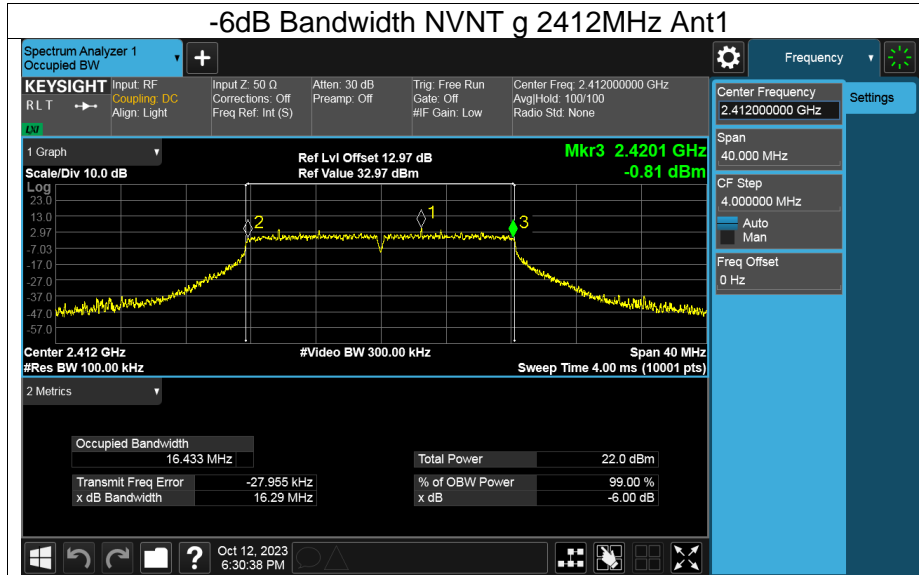 -6dB Bandwidth NVNT g 2412MHz Ant1
Spectrum Analyzer 1
Occupied BW
+
Frequency
KEYSIGHT
R L T
LXI
Input: RF
Coupling: DC
Align: Light
Input Z: 50 Ω
Corrections: Off
Freq Ref: Int (S)
Atten: 30 dB
Preamp: Off
Trig: Free Run
Gate: Off
#IF Gain: Low
Center Freq: 2.412000000 GHz
Avg|Hold: 100/100
Radio Std: None
Center Frequency
2.412000000 GHz
Settings
Span
40.000 MHz
CF Step
4.000000 MHz
Auto
Man
Freq Offset
0 Hz
1 Graph
Ref Lvl Offset 12.97 dB
Mkr3 2.4201 GHz
Scale/Div 10.0 dB
Ref Value 32.97 dBm
-0.81 dBm
Log
23.0
13.0
2.97
-7.03
-17.0
-27.0
-37.0
-47.0
-57.0
2
1
3
Center 2.412 GHz
#Video BW 300.00 kHz
Span 40 MHz
#Res BW 100.00 kHz
Sweep Time 4.00 ms (10001 pts)
2 Metrics
Occupied Bandwidth
16.433 MHz
Total Power 22.0 dBm
Transmit Freq Error -27.955 kHz
% of OBW Power 99.00 %
x dB Bandwidth 16.29 MHz
x dB -6.00 dB
?
Oct 12, 2023
6:30:38 PM